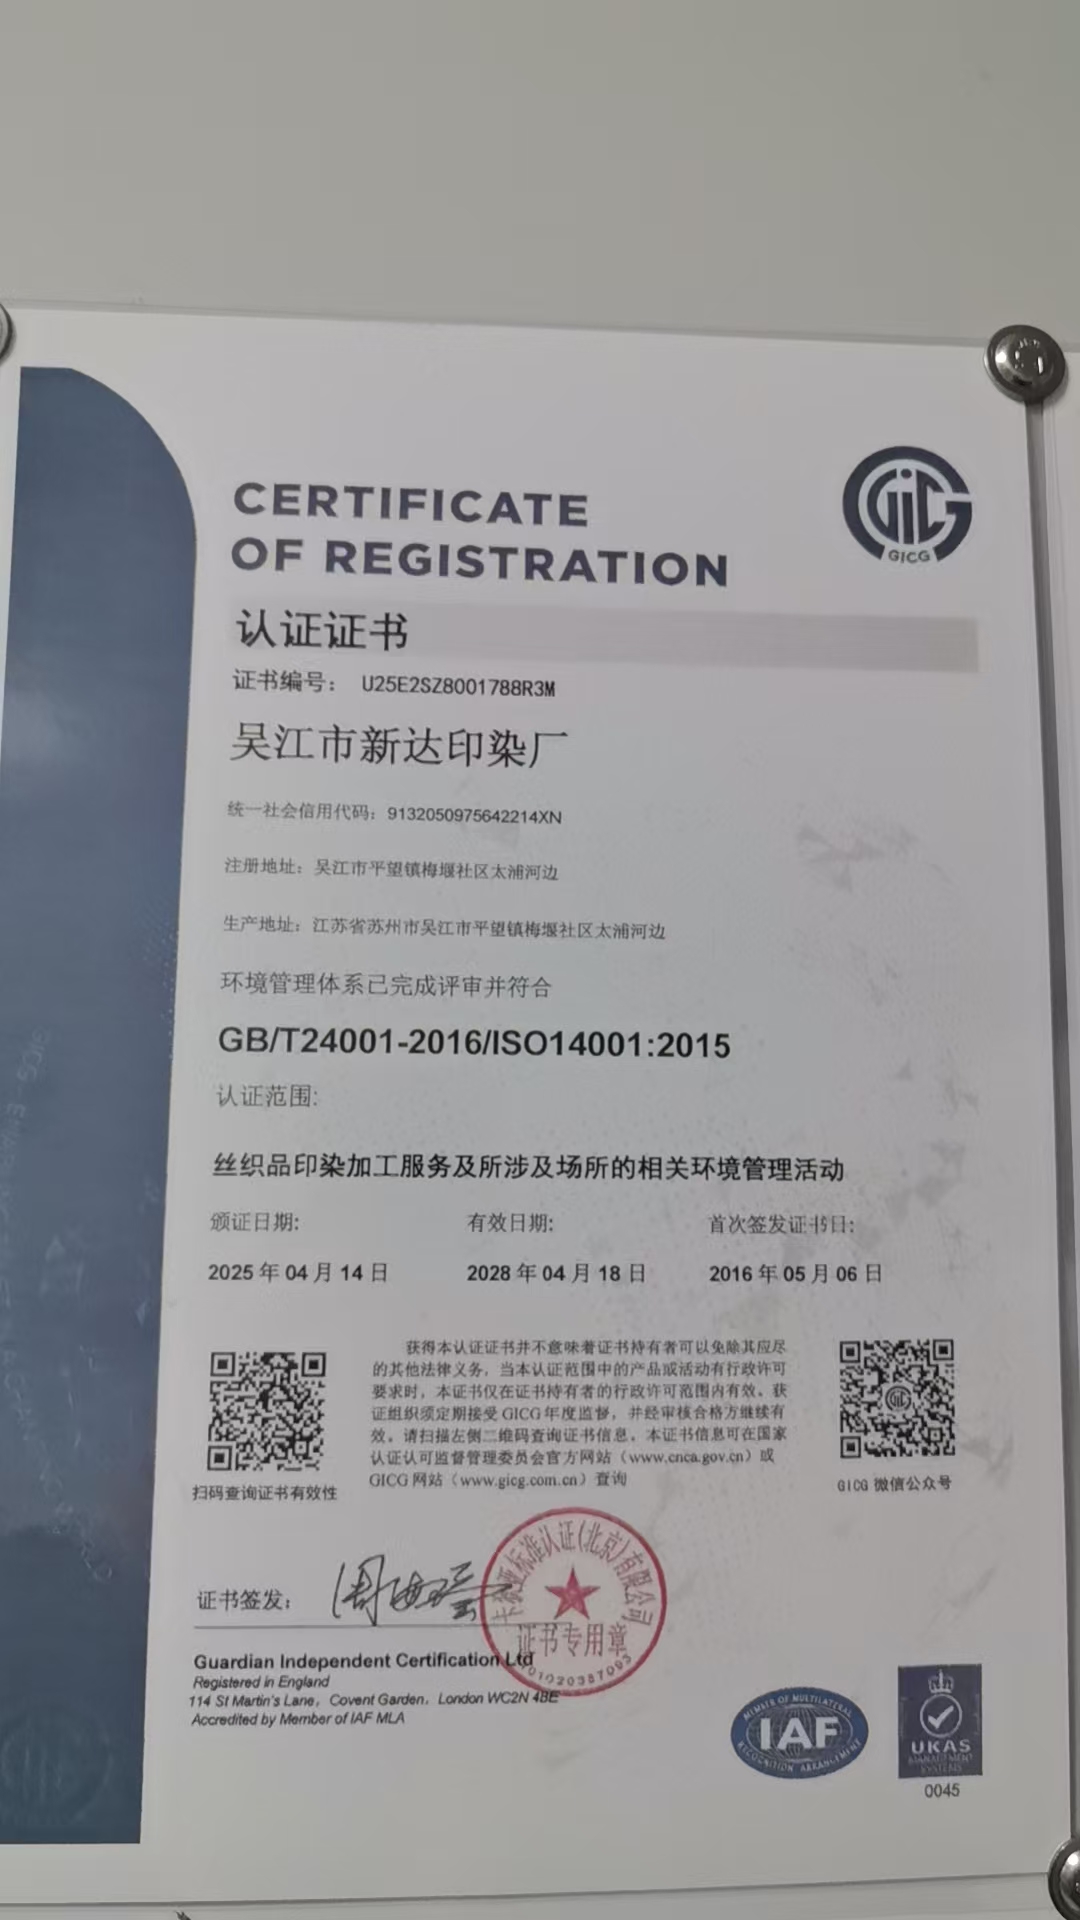 CERTIFICATE
OF REGISTRATION
GICG
认证证书
证书编号： U25E2SZ8001788R3M
吴江市新达印染厂
统一社会信用代码：9132050975642214XN
注册地址：吴江市平望镇梅堰社区太浦河边
生产地址：江苏省苏州市吴江市平望镇梅堰社区太浦河边
环境管理体系已完成评审并符合
GB/T24001-2016/ISO14001:2015
认证范围:
丝织品印染加工服务及所涉及场所的相关环境管理活动
颁证日期: 有效日期: 首次签发证书日:
2025 年 04 月 14 日 2028 年 04 月 18 日 2016 年 05 月 06 日
获得本认证证书并不意味着证书持有者可以免除其应尽
的其他法律义务，当本认证范围中的产品或活动有行政许可
要求时，本证书仅在证书持有者的行政许可范围内有效。获
证组织须定期接受 GICG 年度监督，并经审核合格方继续有
效。请扫描左侧二维码查询证书信息。本证书信息可在国家
认证认可监督管理委员会官方网站（www.cnca.gov.cn）或
GICG 网站（www.gicg.com.cn）查询
扫码查询证书有效性
GICG 微信公众号
证书签发：
标准认证(北京)有限公司
证书专用章
Guardian Independent Certification Ltd
Registered in England
114 St Martin's Lane, Covent Garden, London WC2N 4BE
Accredited by Member of IAF MLA
MEMBER OF MULTILATERAL
IAF
RECOGNITION ARRANGEMENT
UKAS
MANAGEMENT
SYSTEMS
0045